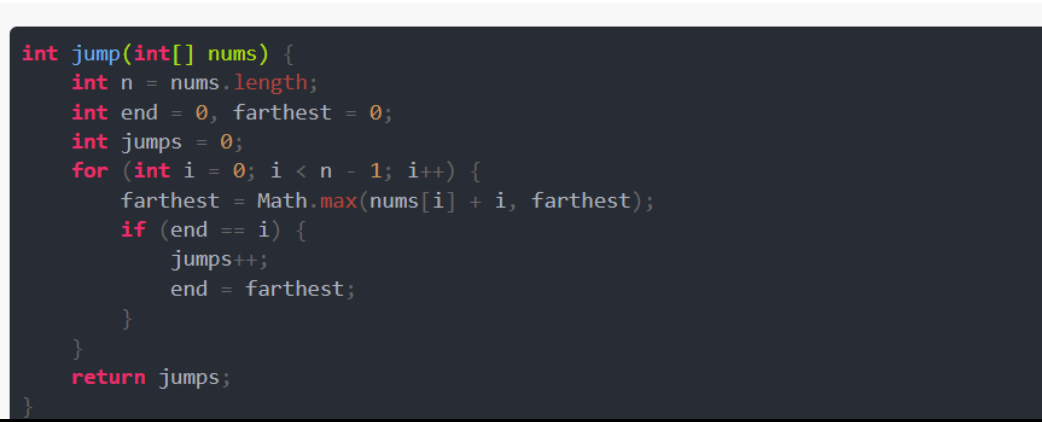 int jump(int[] nums) {
    int n = nums.length;
    int end = 0, farthest = 0;
    int jumps = 0;
    for (int i = 0; i < n - 1; i++) {
        farthest = Math.max(nums[i] + i, farthest);
        if (end == i) {
            jumps++;
            end = farthest;
        }
    }
    return jumps;
}